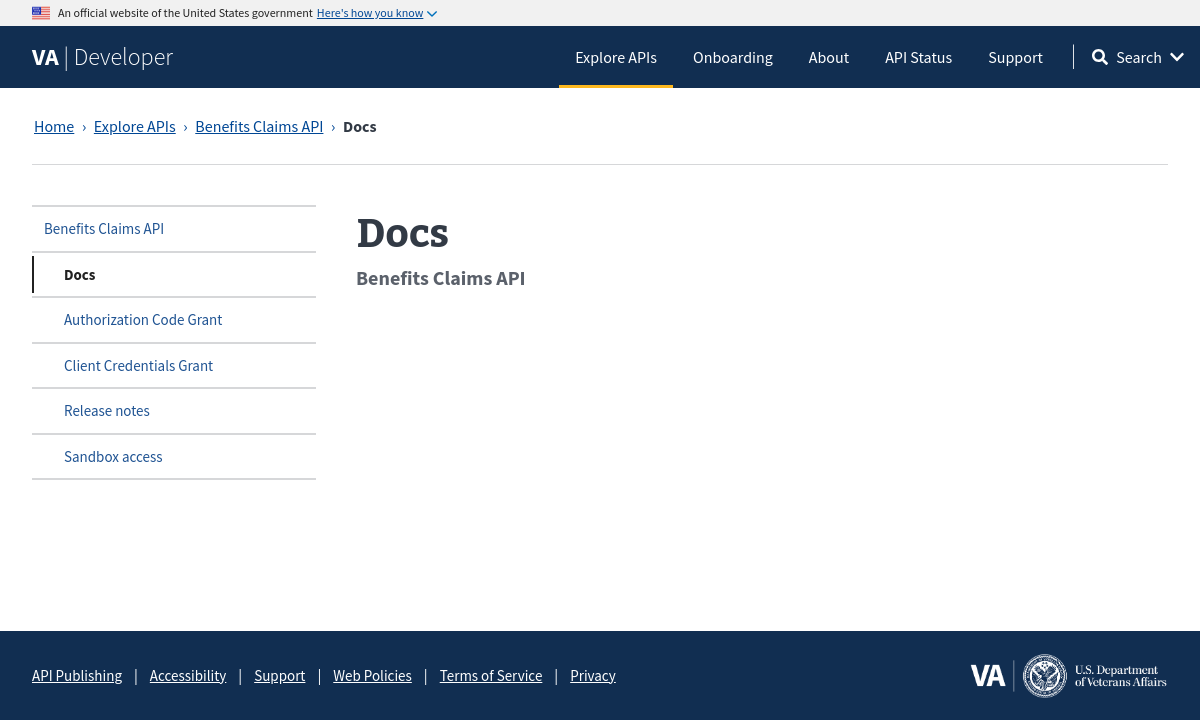 An official website of the United States government Here's how you know
VA | Developer
Explore APIs
Onboarding
About
API Status
Support
Search
Home › Explore APIs › Benefits Claims API › Docs
Benefits Claims API
Docs
Authorization Code Grant
Client Credentials Grant
Release notes
Sandbox access
Docs
Benefits Claims API
API Publishing | Accessibility | Support | Web Policies | Terms of Service | Privacy
VA
U.S. Department
of Veterans Affairs